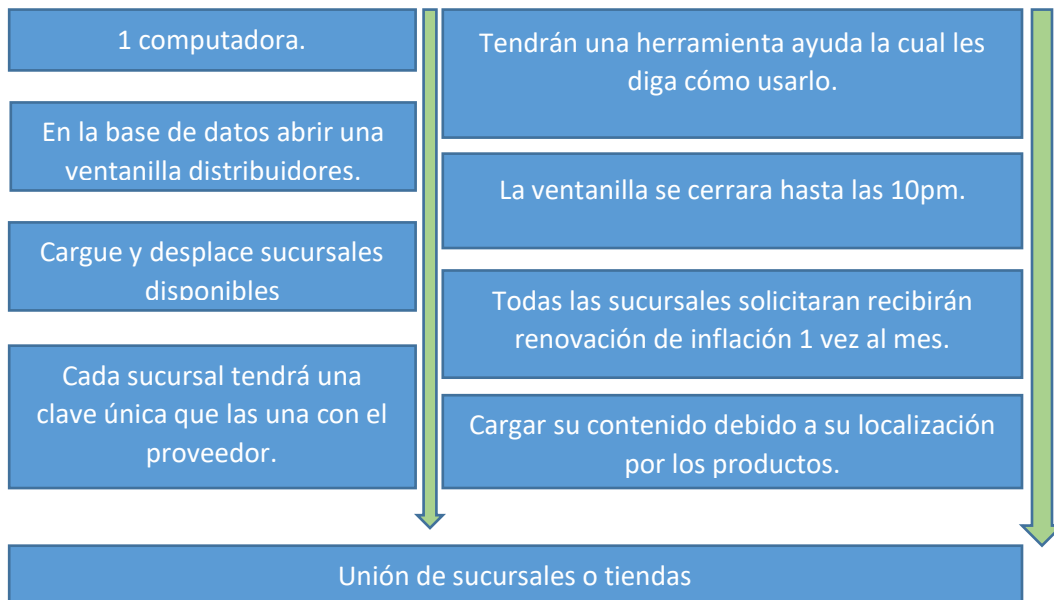 1 computadora.
En la base de datos abrir una
ventanilla distribuidores.
Cargue y desplace sucursales
disponibles
Cada sucursal tendrá una
clave única que las una con el
proveedor.
Tendrán una herramienta ayuda la cual les
diga cómo usarlo.
La ventanilla se cerrara hasta las 10pm.
Todas las sucursales solicitaran recibirán
renovación de inflación 1 vez al mes.
Cargar su contenido debido a su localización
por los productos.
Unión de sucursales o tiendas